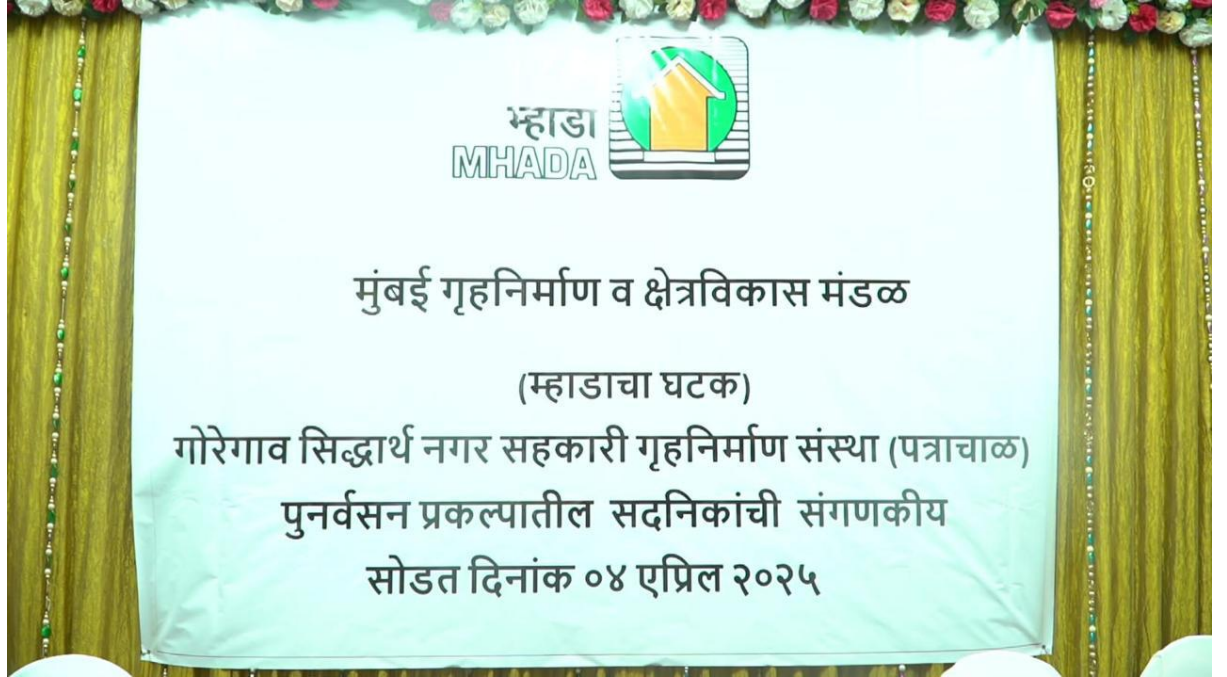 म्हाडा
MHADA
मुंबई गृहनिर्माण व क्षेत्रविकास मंडळ
(म्हाडाचा घटक)
गोरेगाव सिद्धार्थ नगर सहकारी गृहनिर्माण संस्था (पत्राचाळ)
पुनर्वसन प्रकल्पातील सदनिकांची संगणकीय
सोडत दिनांक ०४ एप्रिल २०२५